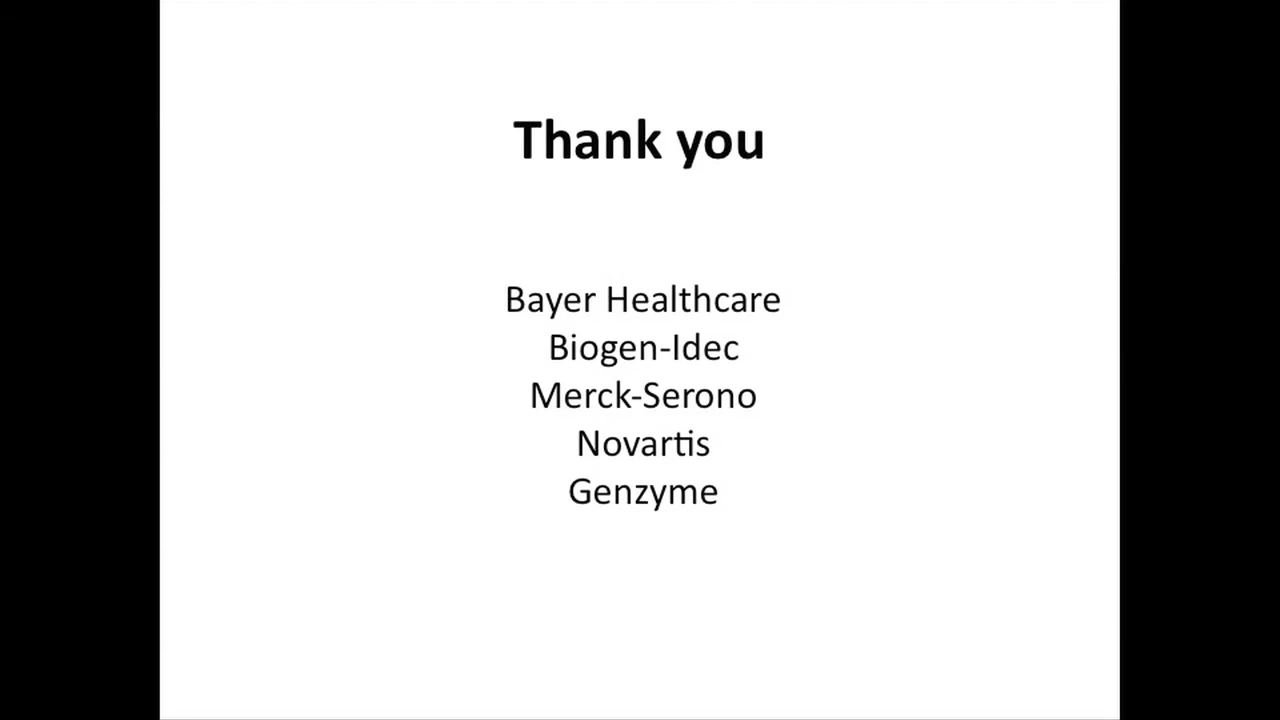 Thank you
Bayer Healthcare
Biogen-Idec
Merck-Serono
Novartis
Genzyme